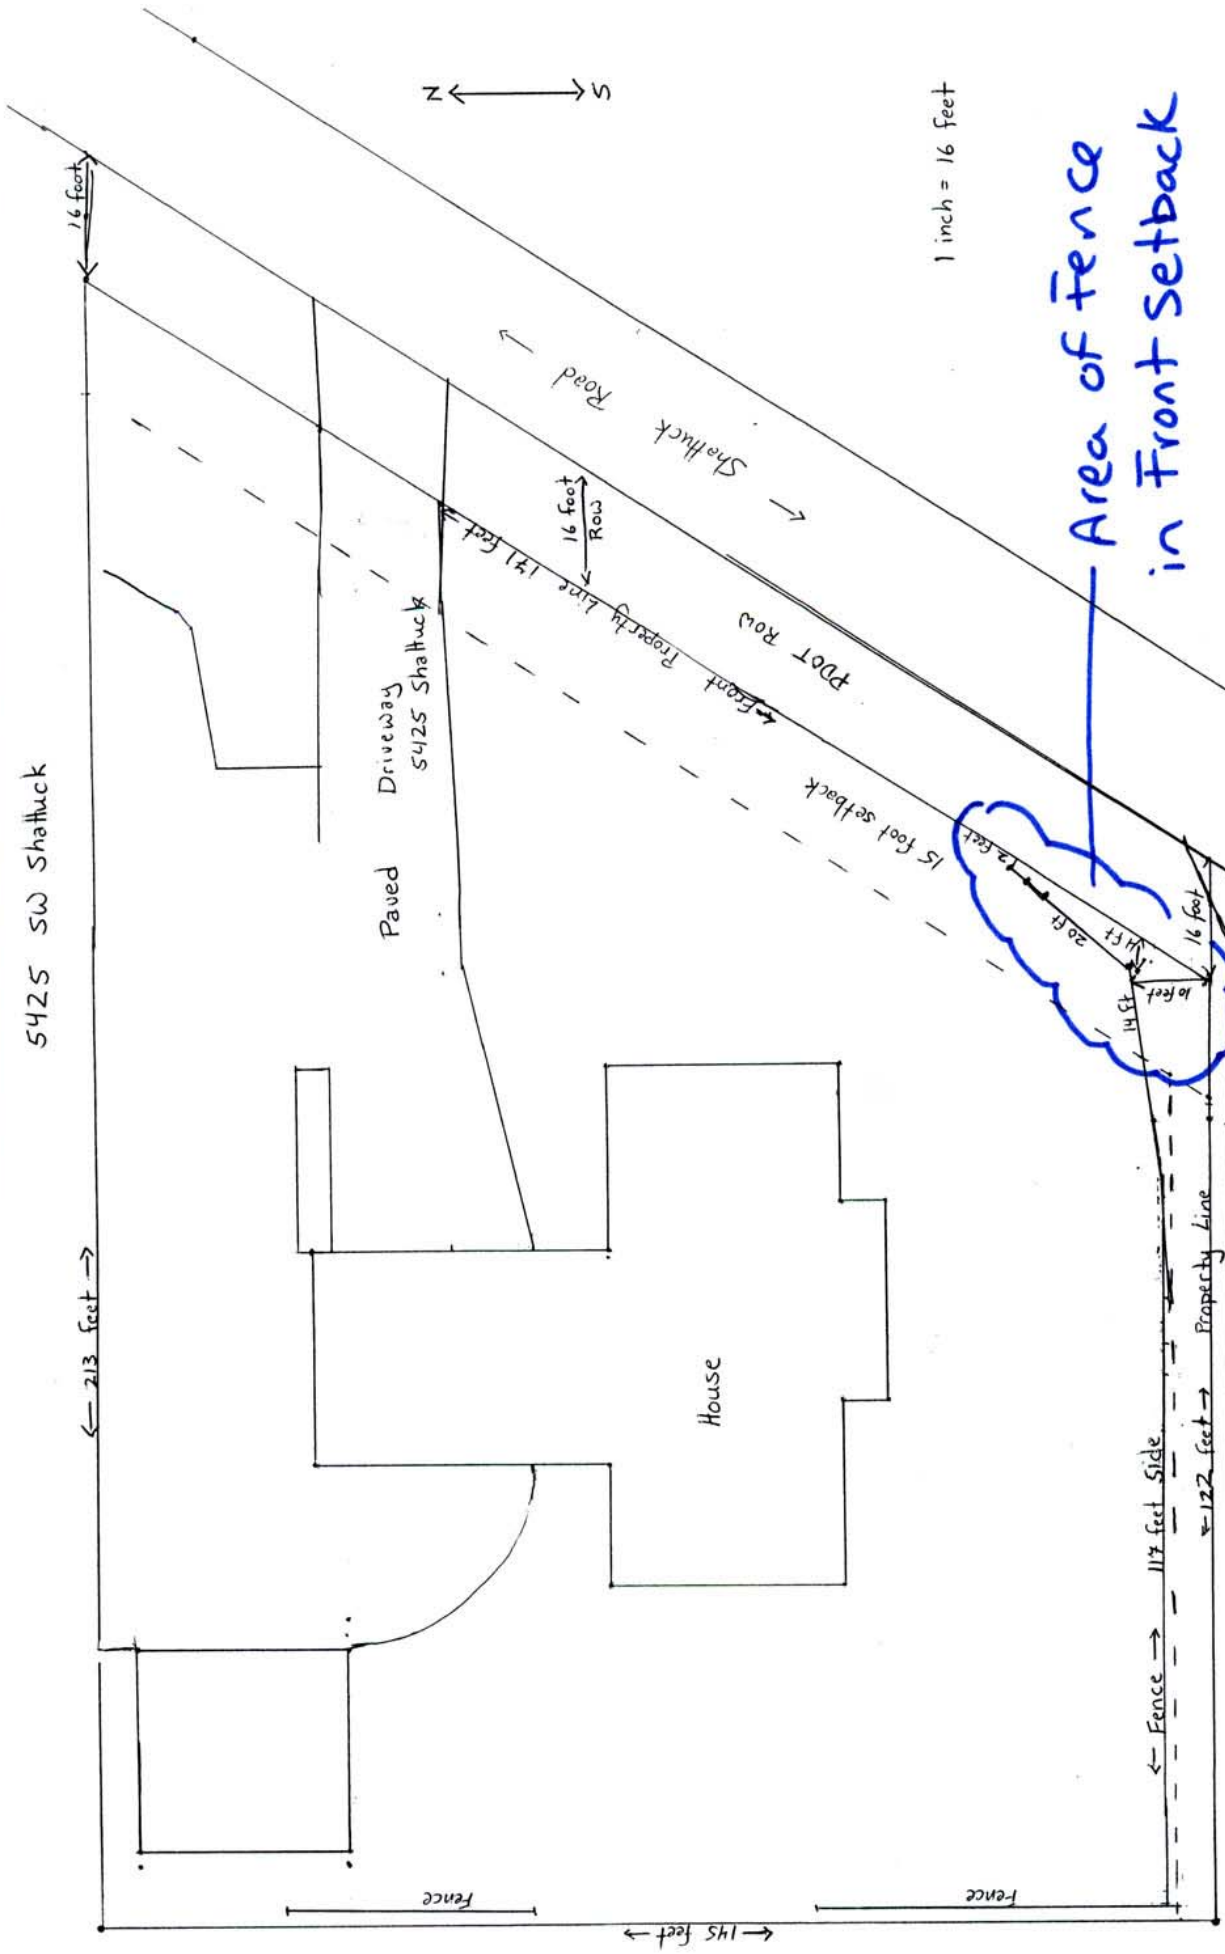 5425 SW Shattuck
16 foot
N
S
← 213 feet →
Paved Driveway
5425 Shattuck
Front Property Line 171 feet
16 foot
ROW
Shattuck Road
PDOT ROW
15 foot setback
1 inch = 16 feet
Area of Fence
in Front Setback
2 feet
20 ft
4 ft
14 ft
10 feet
16 foot
House
← Fence → 117 feet Side
← 122 feet → Property Line
Fence
Fence
← 145 feet →